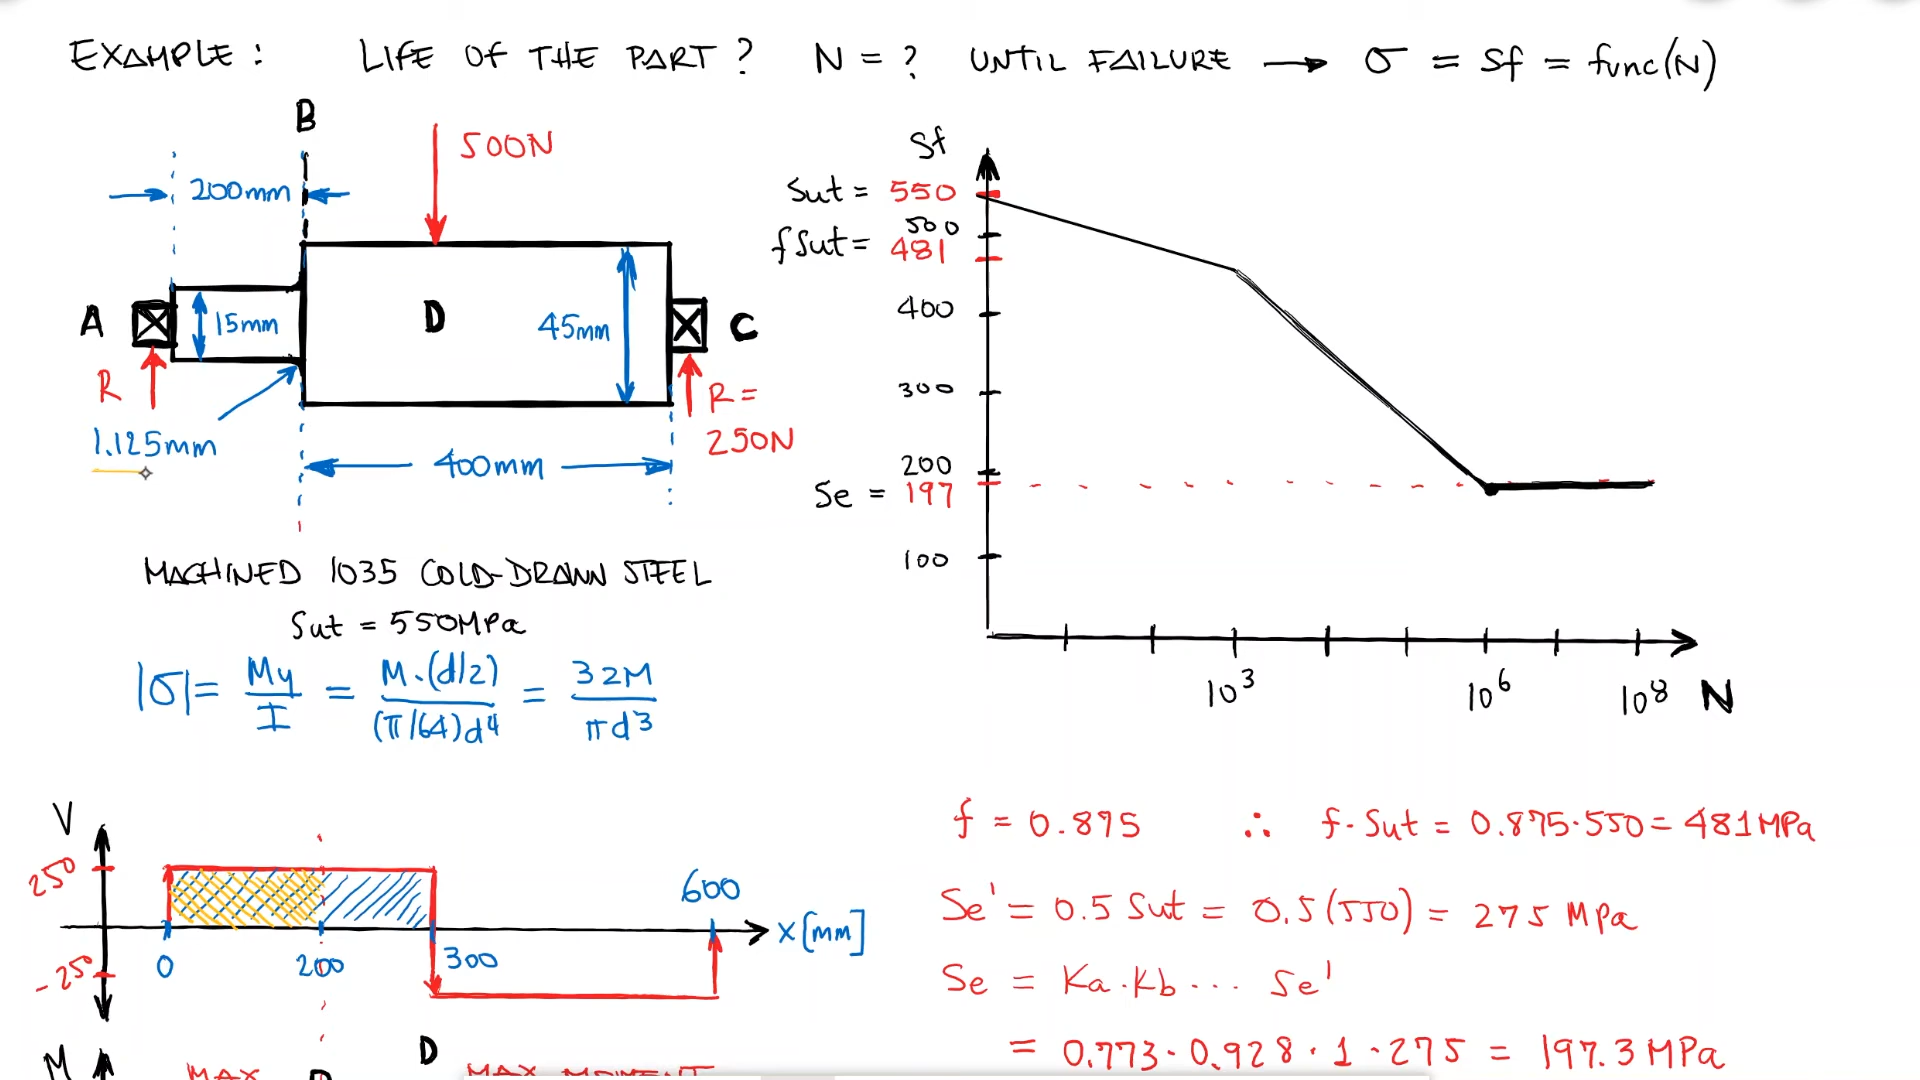 EXAMPLE : LIFE OF THE PART ? N = ? UNTIL FAILURE → σ = Sf = func(N)
B
500N
200mm
A
15mm
D
45mm
C
R
1.125mm
R =
250N
400mm
MACHINED 1035 COLD-DRAWN STEEL
Sut = 550MPa
|σ| = My/I = M.(d/2)/(π/64)d⁴ = 32M/πd³
Sf
Sut = 550
500
fSut = 481
400
300
200
Se = 197
100
10³ 10⁶ 10⁸ N
V
250
-250
0 200 300 600 x[mm]
D
M
MAX
MAX MOMENT
f = 0.875 ∴ f. Sut = 0.875.550 = 481MPa
Se' = 0.5 Sut = 0.5(550) = 275 MPa
Se = Ka.Kb... Se'
= 0.773.0.928.1.275 = 197.3 MPa